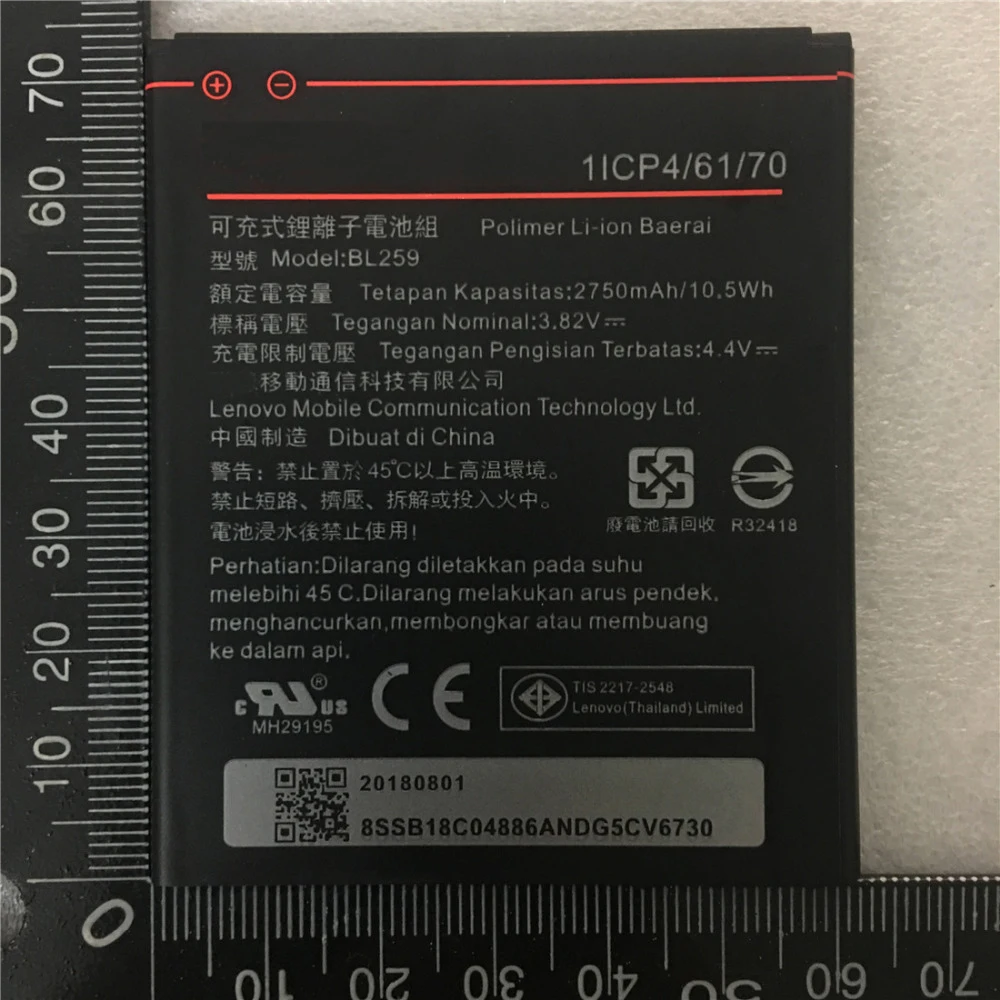 1ICP4/61/70
可充式鋰離子電池組 Polimer Li-ion Baerai
型號 Model:BL259
額定電容量 Tetapan Kapasitas:2750mAh/10.5Wh
標稱電壓 Tegangan Nominal:3.82V⎓
充電限制電壓 Tegangan Pengisian Terbatas:4.4V⎓
移動通信科技有限公司
Lenovo Mobile Communication Technology Ltd.
中國制造 Dibuat di China
警告: 禁止置於45℃以上高溫環境。
禁止短路、擠壓、拆解或投入火中。
電池浸水後禁止使用!
廢電池請回收 R32418
Perhatian:Dilarang diletakkan pada suhu
melebihi 45 C.Dilarang melakukan arus pendek,
menghancurkan,membongkar atau membuang
ke dalam api.
c RU ® US
MH29195
CE
TIS 2217-2548
Lenovo(Thailand) Limited
20180801
8SSB18C04886ANDG5CV6730
70
60
50
40
30
20
10
0
10
20
30
40
50
60
70